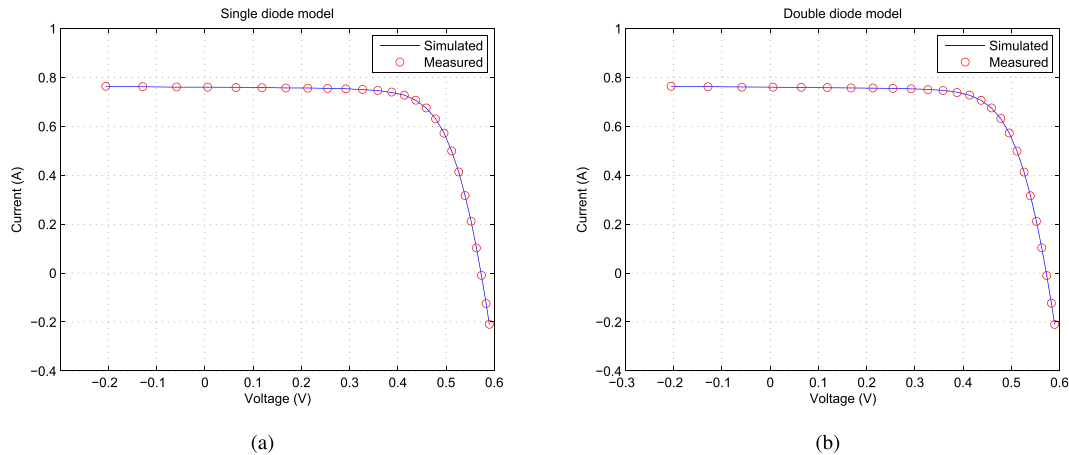 Single diode model
1
0.8
0.6
0.4
0.2
0
−0.2
−0.4
Current (A)
Simulated
Measured
−0.2 −0.1 0 0.1 0.2 0.3 0.4 0.5 0.6
Voltage (V)
(a)
Double diode model
1
0.8
0.6
0.4
0.2
0
−0.2
−0.4
Current (A)
Simulated
Measured
−0.3 −0.2 −0.1 0 0.1 0.2 0.3 0.4 0.5 0.6
Voltage (V)
(b)